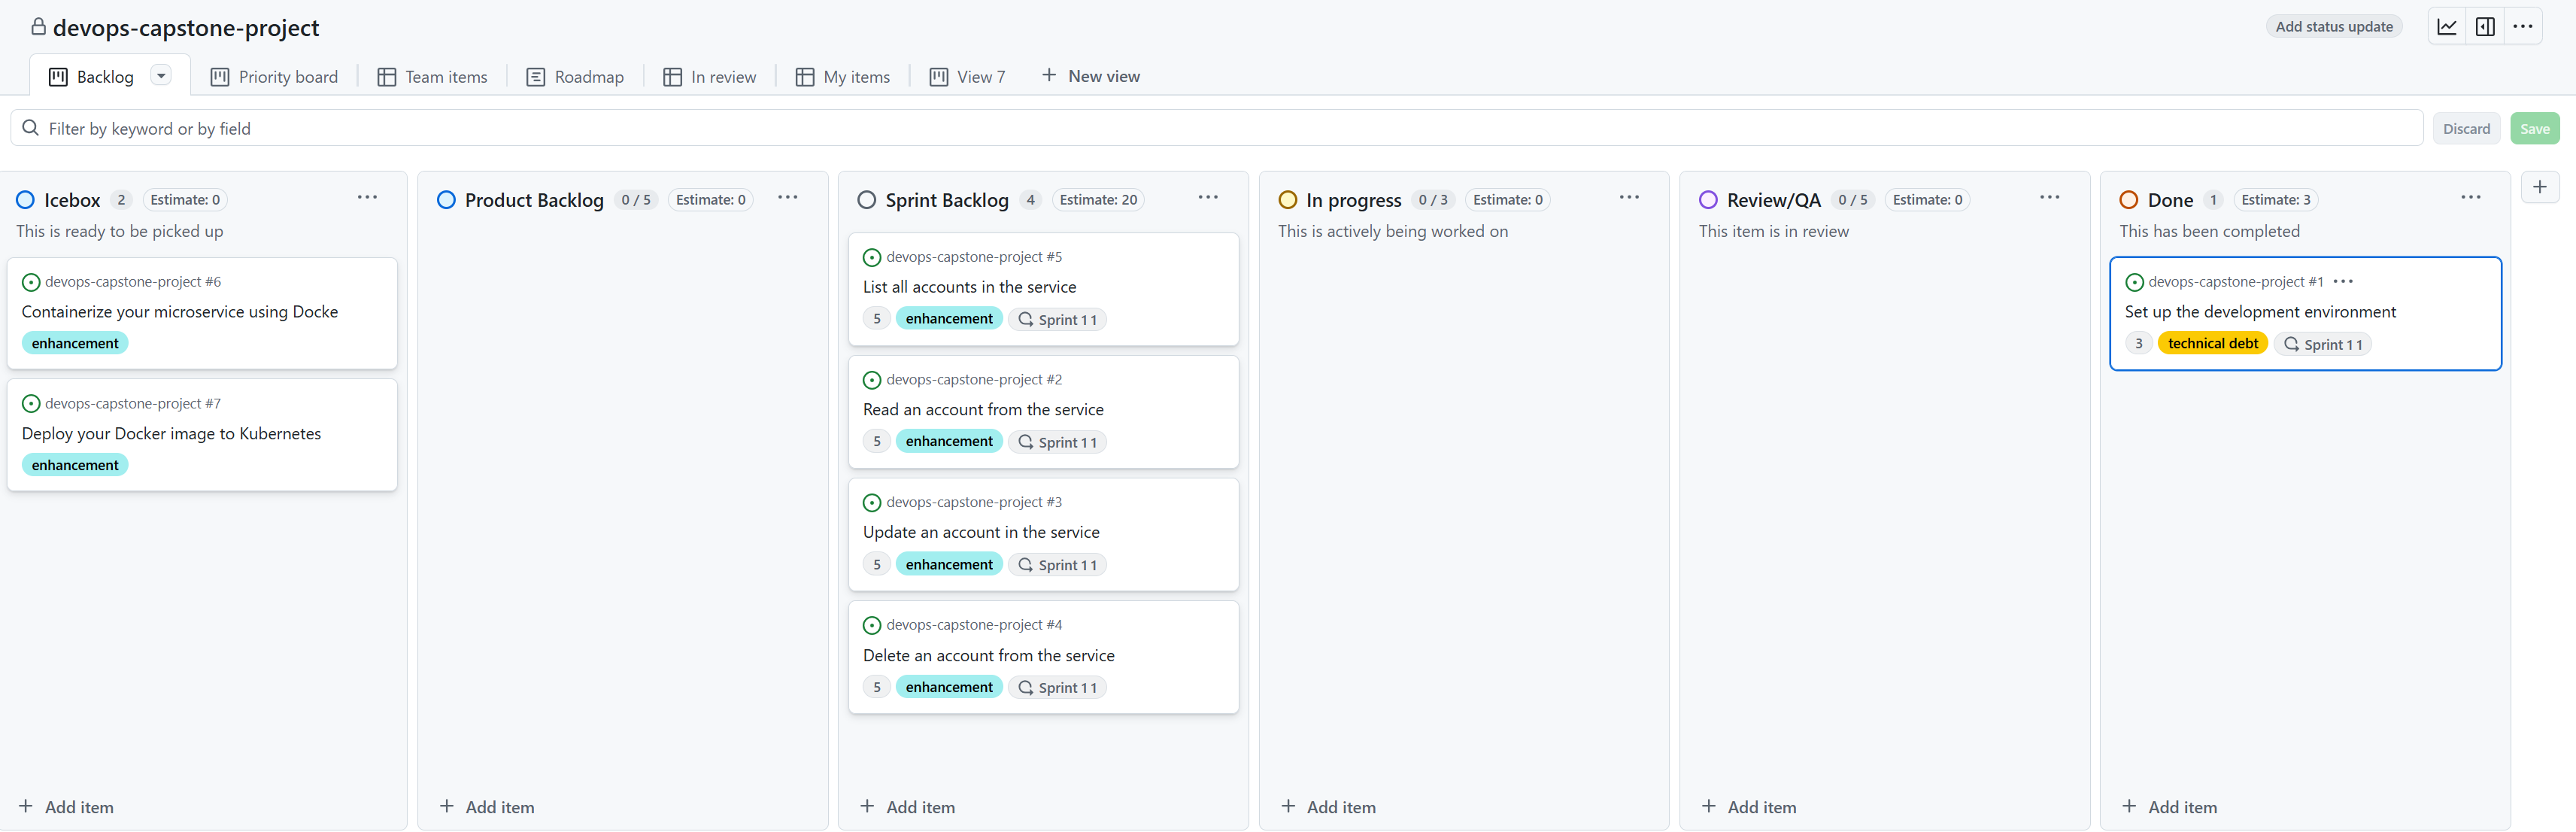 devops-capstone-project
Add status update
Backlog
Priority board
Team items
Roadmap
In review
My items
View 7
New view
Filter by keyword or by field
Discard
Save
Icebox 2 Estimate: 0
This is ready to be picked up
devops-capstone-project #6
Containerize your microservice using Docke
enhancement
devops-capstone-project #7
Deploy your Docker image to Kubernetes
enhancement
Add item
Product Backlog 0 / 5 Estimate: 0
Add item
Sprint Backlog 4 Estimate: 20
devops-capstone-project #5
List all accounts in the service
5 enhancement Sprint 11
devops-capstone-project #2
Read an account from the service
5 enhancement Sprint 11
devops-capstone-project #3
Update an account in the service
5 enhancement Sprint 11
devops-capstone-project #4
Delete an account from the service
5 enhancement Sprint 11
Add item
In progress 0 / 3 Estimate: 0
This is actively being worked on
Add item
Review/QA 0 / 5 Estimate: 0
This item is in review
Add item
Done 1 Estimate: 3
This has been completed
devops-capstone-project #1
Set up the development environment
3 technical debt Sprint 11
Add item